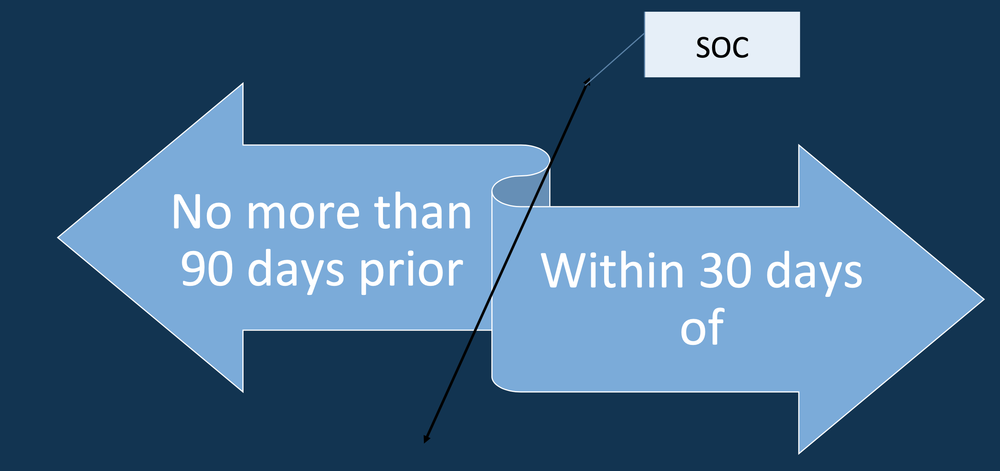 SOC
No more than
90 days prior
Within 30 days
of